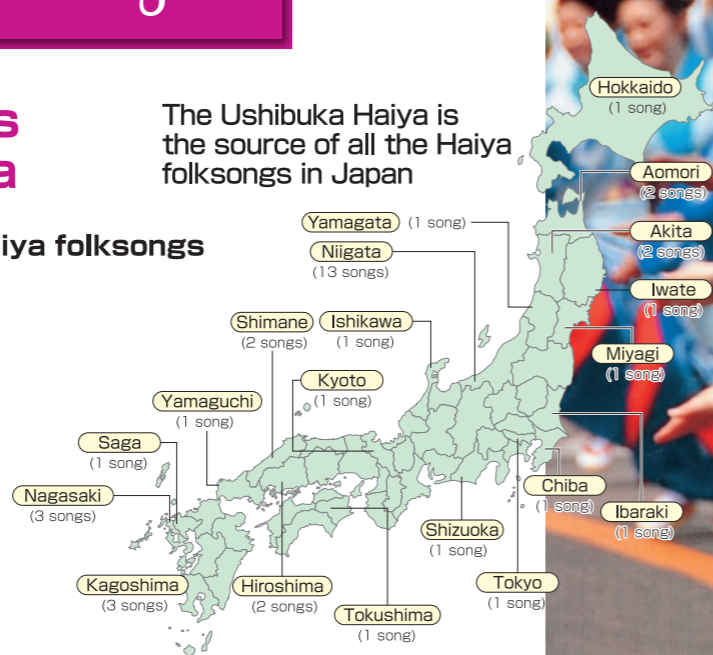 The Ushibuka Haiya is
the source of all the Haiya
folksongs in Japan
iya folksongs
Hokkaido
(1 song)
Aomori
(2 songs)
Akita
(2 songs)
Iwate
(1 song)
Miyagi
(1 song)
Yamagata (1 song)
Niigata
(13 songs)
Shimane
(2 songs)
Ishikawa
(1 song)
Kyoto
(1 song)
Yamaguchi
(1 song)
Saga
(1 song)
Nagasaki
(3 songs)
Kagoshima
(3 songs)
Hiroshima
(2 songs)
Tokushima
(1 song)
Shizuoka
(1 song)
Tokyo
(1 song)
Chiba
(1 song)
Ibaraki
(1 song)